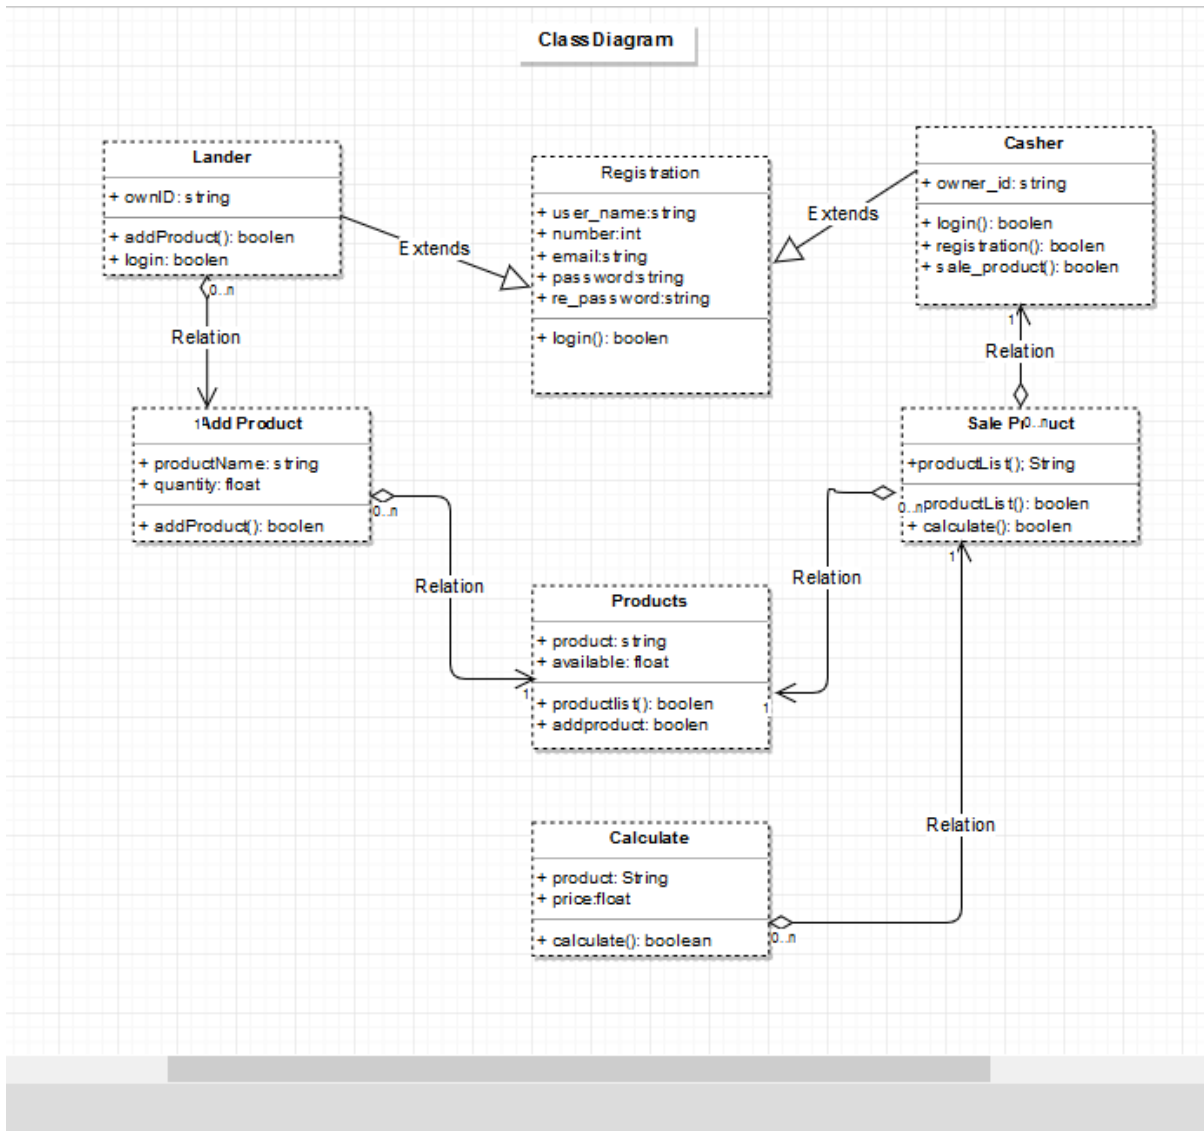 Class Diagram
Lander
+ ownID: string
+ addProduct(): boolen
+ login: boolen
0..n
Relation
Extends
Registration
+ user_name:string
+ number:int
+ email:string
+ password:string
+ re_password:string
+ login(): boolen
Extends
Casher
+ owner_id: string
+ login(): boolen
+ registration(): boolen
+ sale_product(): boolen
1
Relation
0..n
1
Add Product
+ productName: string
+ quantity: float
+ addProduct(): boolen
0..n
Relation
1
Sale Product
+productList(); String
productList(): boolen
+ calculate(): boolen
0..n
1
Relation
1
Products
+ product: string
+ available: float
+ productlist(): boolen
+ addproduct: boolen
Calculate
+ product: String
+ price:float
+ calculate(): boolean
0..n
Relation